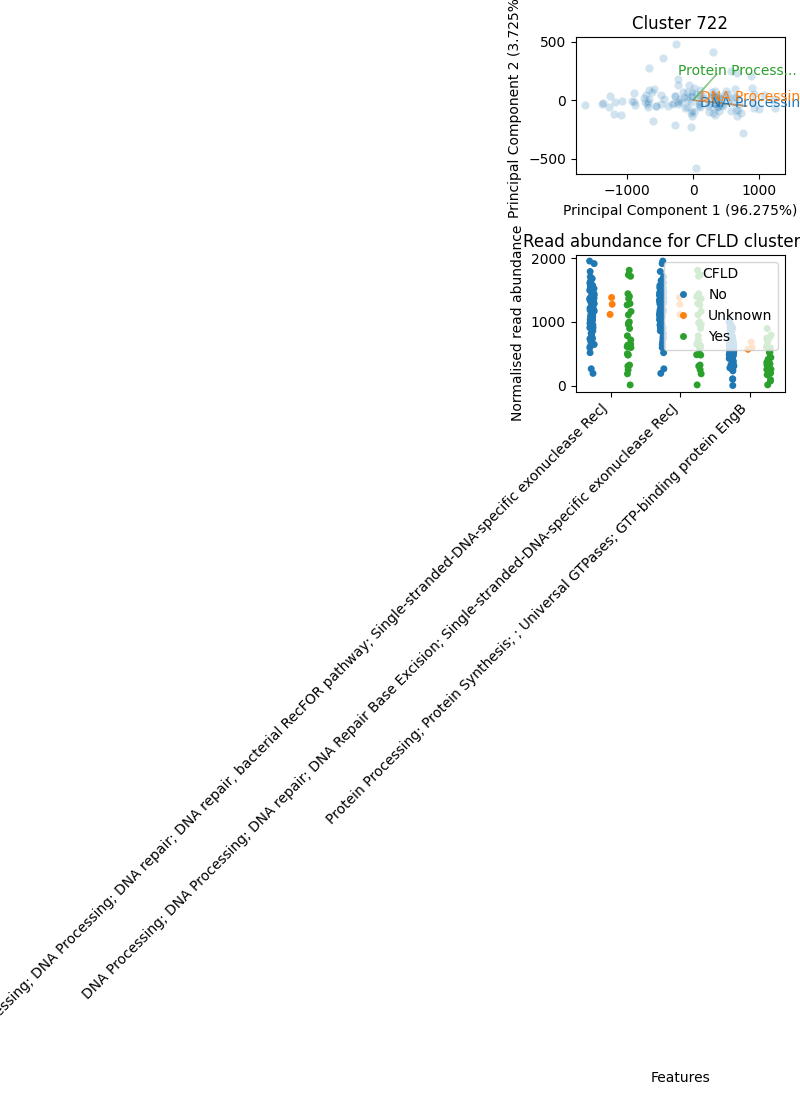 Cluster 722
Principal Component 2 (3.725%
500
0
−500
Protein Process...
DNA Processin
DNA Processin
−1000
0
1000
Principal Component 1 (96.275%)
Read abundance for CFLD cluster
Normalised read abundance
2000
1000
0
CFLD
No
Unknown
Yes
essing; DNA Processing; DNA repair; DNA repair, bacterial RecFOR pathway; Single-stranded-DNA-specific exonuclease RecJ
DNA Processing; DNA Processing; DNA repair; DNA Repair Base Excision; Single-stranded-DNA-specific exonuclease RecJ
Protein Processing; Protein Synthesis; ; Universal GTPases; GTP-binding protein EngB
Features